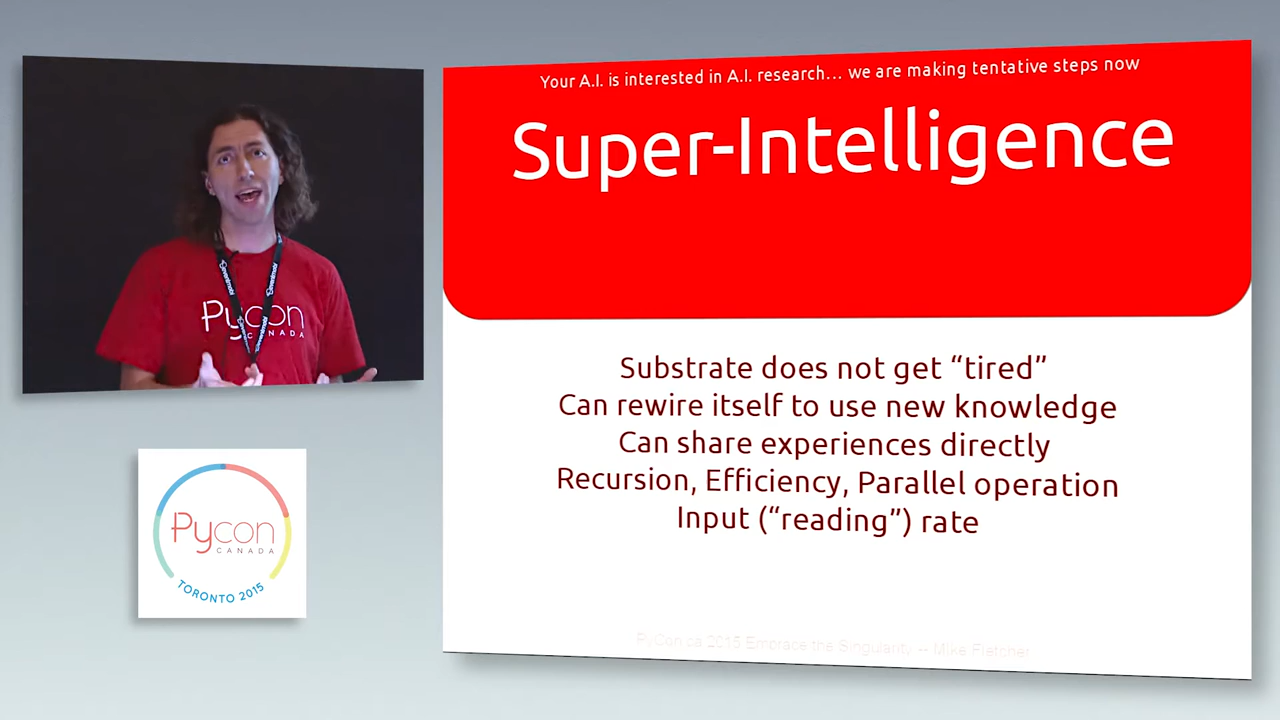 Your A.I. is interested in A.I. research... we are making tentative steps now
Super-Intelligence
Substrate does not get “tired”
Can rewire itself to use new knowledge
Can share experiences directly
Recursion, Efficiency, Parallel operation
Input (“reading”) rate
PyCon.ca 2015 Embrace the Singularity -- Mike Fletcher
Pycon
CANADA
Pycon
CANADA
TORONTO 2015